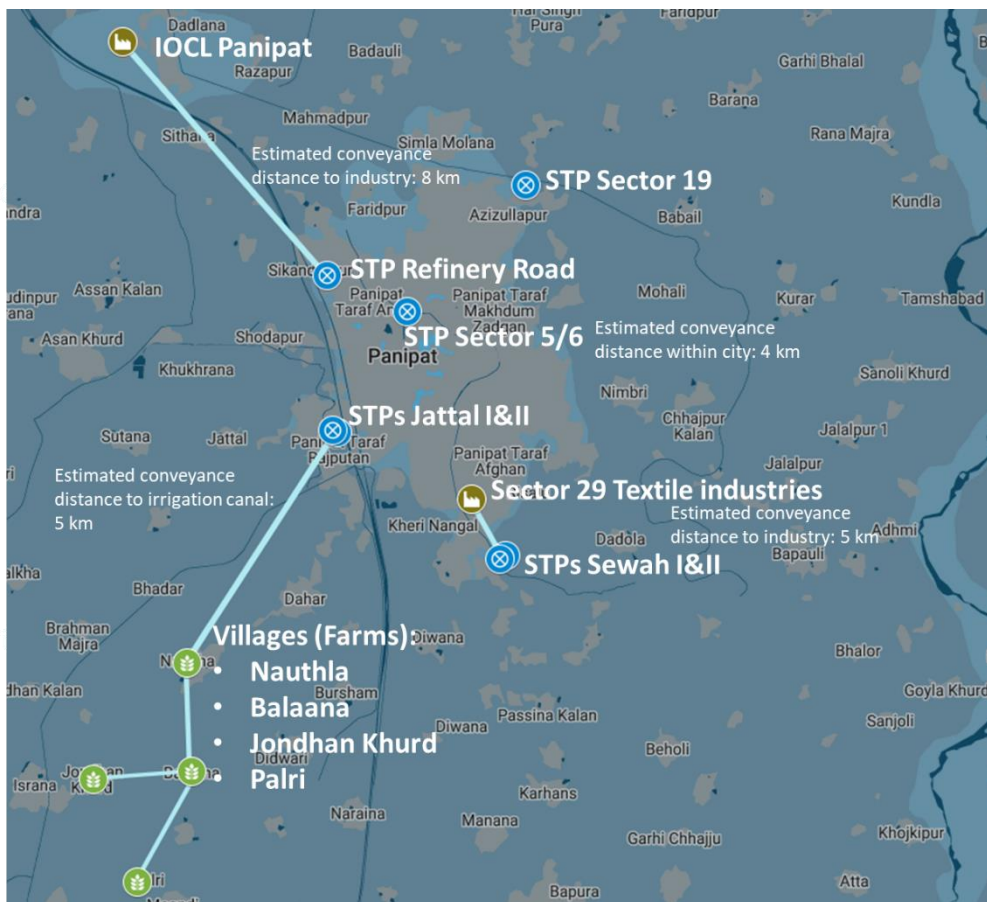 Dadlana
Har Singh
Pura
Faridpur
IOCL Panipat
Badauli
Razapur
Garhi Bhalal
Barana
Mahmadpur
Sithana
Simla Molana
Rana Majra
Estimated conveyance
distance to industry: 8 km
STP Sector 19
Faridpur
Azizullapur
Babail
Kundla
STP Refinery Road
Assan Kalan
Panipat
Panipat Taraf
Makhdum
Zadgan
Mohali
Kurar
Tamshabad
STP Sector 5/6
Estimated conveyance
distance within city: 4 km
Asan Khurd
Shodapur
Panipat
Khukhrana
Sanoli Khurd
Nimbri
STPs Jattal I&II
Chhajpur
Kalan
Jalalpur 1
Sutana
Jattal
Rajputan
Panipat Taraf
Afghan
Jalalpur
Estimated conveyance
distance to irrigation canal:
5 km
Sector 29 Textile industries
Estimated conveyance
distance to industry: 5 km
Kheri Nangal
Dadola
Adhmi
Bapauli
STPs Sewah I&II
Bhadar
Dahar
Brahman
Majra
Villages (Farms):
Diwana
Bhalor
• Nauthla
• Balaana
• Jondhan Khurd
• Palri
Bursham
Goyla Khurd
Passina Kalan
Diwana
Sanjoli
Didwari
Beholi
Israna
Karhans
Naraina
Manana
Garhi Chhajju
Khojkipur
Atta
Bapura